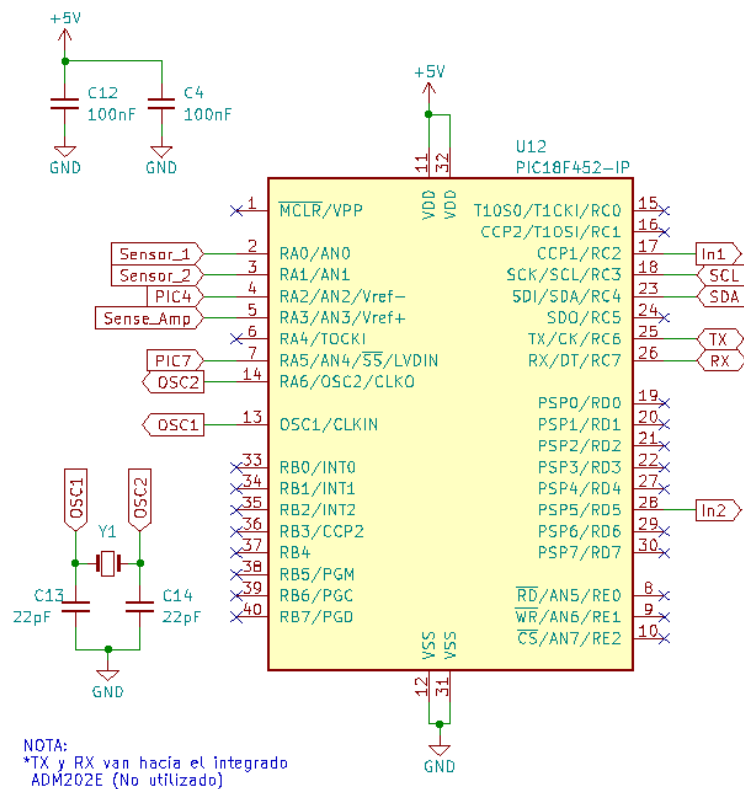 +5V
C12
100nF
C4
100nF
GND
GND
+5V
U12
PIC18F452-IP
11
32
VDD
VDD
1 MCLR/VPP
Sensor_1 2 RA0/AN0
Sensor_2 3 RA1/AN1
PIC4 4 RA2/AN2/Vref-
Sense_Amp 5 RA3/AN3/Vref+
6 RA4/TOCKI
PIC7 7 RA5/AN4/SS/LVDIN
OSC2 14 RA6/OSC2/CLKO
OSC1 13 OSC1/CLKIN
33 RB0/INT0
34 RB1/INT1
35 RB2/INT2
36 RB3/CCP2
37 RB4
38 RB5/PGM
39 RB6/PGC
40 RB7/PGD
T1OSO/T1CKI/RC0 15
CCP2/T1OSI/RC1 16
CCP1/RC2 17 In1
SCK/SCL/RC3 18 SCL
SDI/SDA/RC4 23 SDA
SDO/RC5 24
TX/CK/RC6 25 TX
RX/DT/RC7 26 RX
PSP0/RD0 19
PSP1/RD1 20
PSP2/RD2 21
PSP3/RD3 22
PSP4/RD4 27
PSP5/RD5 28 In2
PSP6/RD6 29
PSP7/RD7 30
RD/AN5/RE0 8
WR/AN6/RE1 9
CS/AN7/RE2 10
VSS
VSS
12
31
GND
OSC1
OSC2
Y1
C13
22pF
C14
22pF
GND
NOTA:
*TX y RX van hacia el integrado
ADM202E (No utilizado)